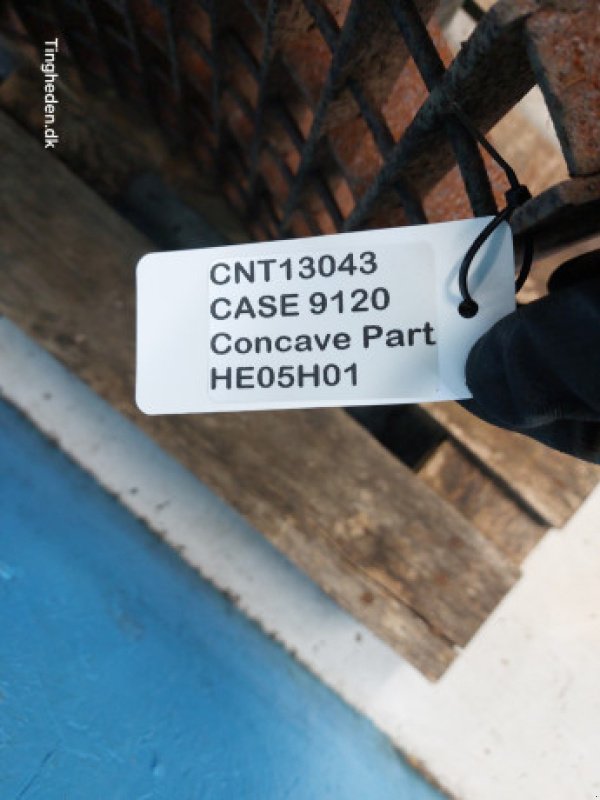 Tingheden.dk
CNT13043
CASE 9120
Concave Part
HE05H01